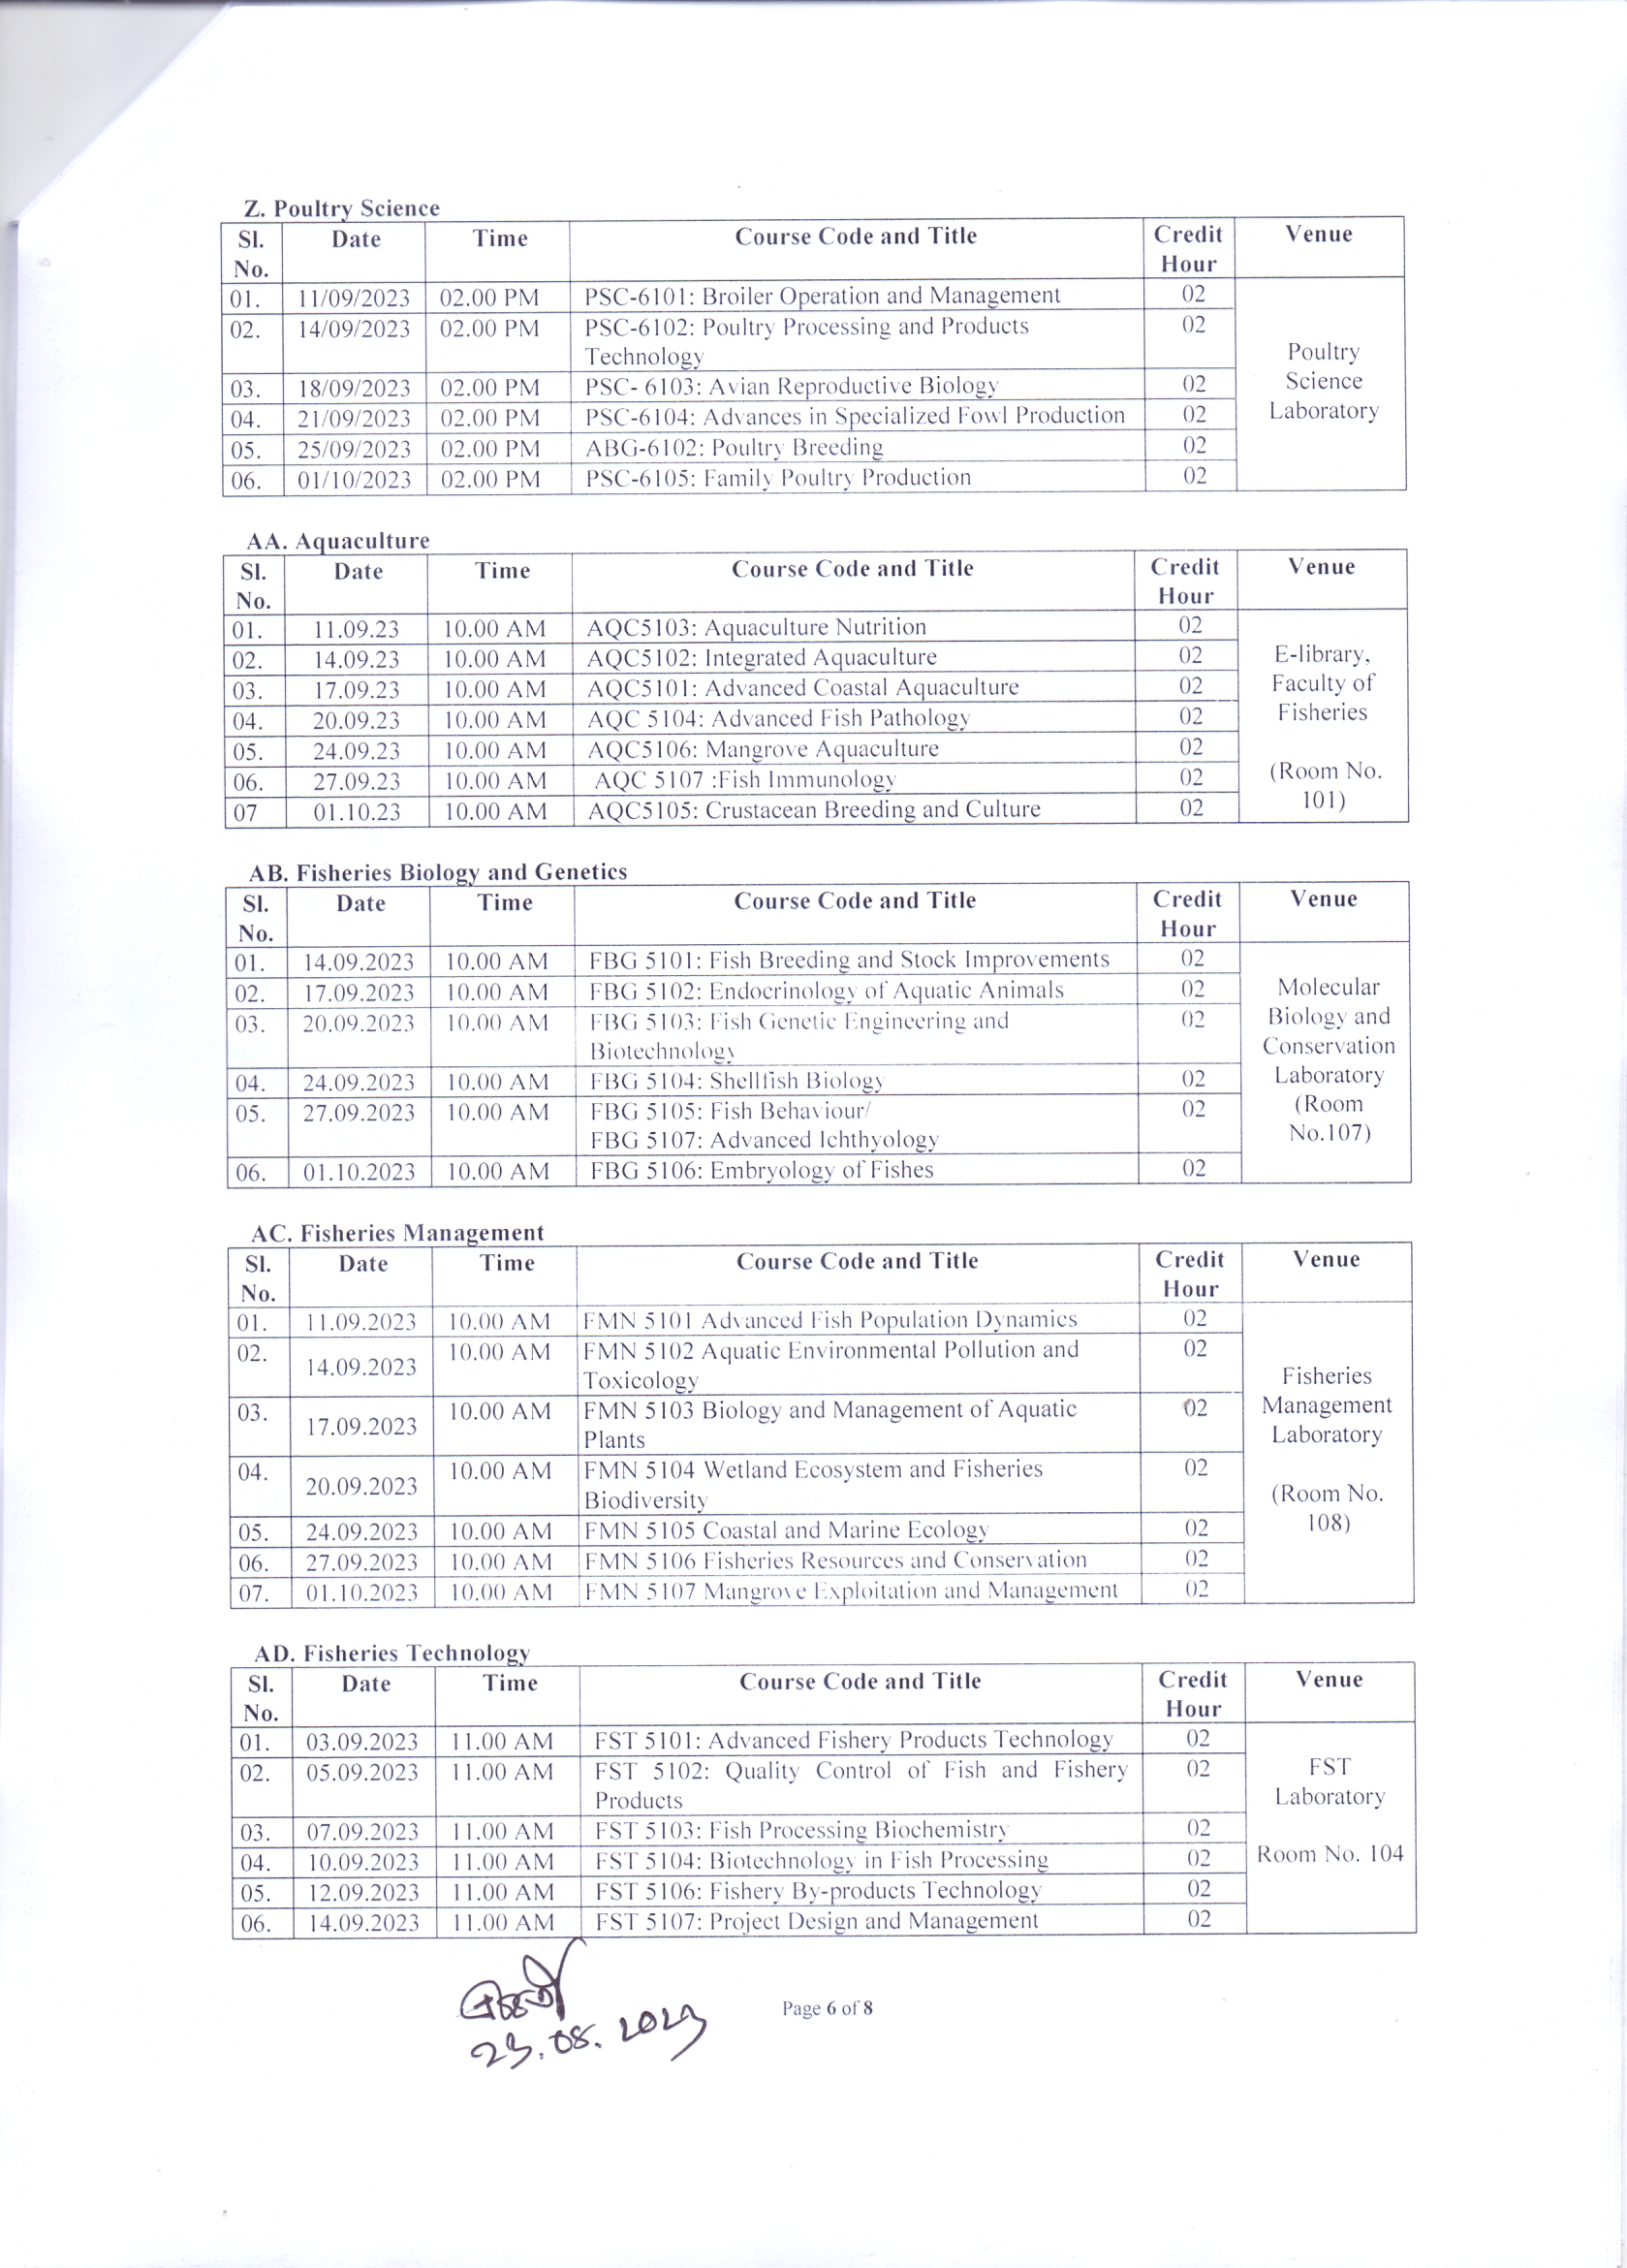 Z. Poultry Science
Sl. No. Date Time Course Code and Title Credit Hour Venue
01. 11/09/2023 02.00 PM PSC-6101: Broiler Operation and Management 02 Poultry Science Laboratory
02. 14/09/2023 02.00 PM PSC-6102: Poultry Processing and Products Technology 02
03. 18/09/2023 02.00 PM PSC- 6103: Avian Reproductive Biology 02
04. 21/09/2023 02.00 PM PSC-6104: Advances in Specialized Fowl Production 02
05. 25/09/2023 02.00 PM ABG-6102: Poultry Breeding 02
06. 01/10/2023 02.00 PM PSC-6105: Family Poultry Production 02
AA. Aquaculture
Sl. No. Date Time Course Code and Title Credit Hour Venue
01. 11.09.23 10.00 AM AQC5103: Aquaculture Nutrition 02 E-library, Faculty of Fisheries (Room No. 101)
02. 14.09.23 10.00 AM AQC5102: Integrated Aquaculture 02
03. 17.09.23 10.00 AM AQC5101: Advanced Coastal Aquaculture 02
04. 20.09.23 10.00 AM AQC 5104: Advanced Fish Pathology 02
05. 24.09.23 10.00 AM AQC5106: Mangrove Aquaculture 02
06. 27.09.23 10.00 AM AQC 5107 :Fish Immunology 02
07 01.10.23 10.00 AM AQC5105: Crustacean Breeding and Culture 02
AB. Fisheries Biology and Genetics
Sl. No. Date Time Course Code and Title Credit Hour Venue
01. 14.09.2023 10.00 AM FBG 5101: Fish Breeding and Stock Improvements 02 Molecular Biology and Conservation Laboratory (Room No.107)
02. 17.09.2023 10.00 AM FBG 5102: Endocrinology of Aquatic Animals 02
03. 20.09.2023 10.00 AM FBG 5103: Fish Genetic Engineering and Biotechnology 02
04. 24.09.2023 10.00 AM FBG 5104: Shellfish Biology 02
05. 27.09.2023 10.00 AM FBG 5105: Fish Behaviour/ FBG 5107: Advanced Ichthyology 02
06. 01.10.2023 10.00 AM FBG 5106: Embryology of Fishes 02
AC. Fisheries Management
Sl. No. Date Time Course Code and Title Credit Hour Venue
01. 11.09.2023 10.00 AM FMN 5101 Advanced Fish Population Dynamics 02 Fisheries Management Laboratory (Room No. 108)
02. 14.09.2023 10.00 AM FMN 5102 Aquatic Environmental Pollution and Toxicology 02
03. 17.09.2023 10.00 AM FMN 5103 Biology and Management of Aquatic Plants 02
04. 20.09.2023 10.00 AM FMN 5104 Wetland Ecosystem and Fisheries Biodiversity 02
05. 24.09.2023 10.00 AM FMN 5105 Coastal and Marine Ecology 02
06. 27.09.2023 10.00 AM FMN 5106 Fisheries Resources and Conservation 02
07. 01.10.2023 10.00 AM FMN 5107 Mangrove Exploitation and Management 02
AD. Fisheries Technology
Sl. No. Date Time Course Code and Title Credit Hour Venue
01. 03.09.2023 11.00 AM FST 5101: Advanced Fishery Products Technology 02 FST Laboratory Room No. 104
02. 05.09.2023 11.00 AM FST 5102: Quality Control of Fish and Fishery Products 02
03. 07.09.2023 11.00 AM FST 5103: Fish Processing Biochemistry 02
04. 10.09.2023 11.00 AM FST 5104: Biotechnology in Fish Processing 02
05. 12.09.2023 11.00 AM FST 5106: Fishery By-products Technology 02
06. 14.09.2023 11.00 AM FST 5107: Project Design and Management 02
23.08.2023
Page 6 of 8